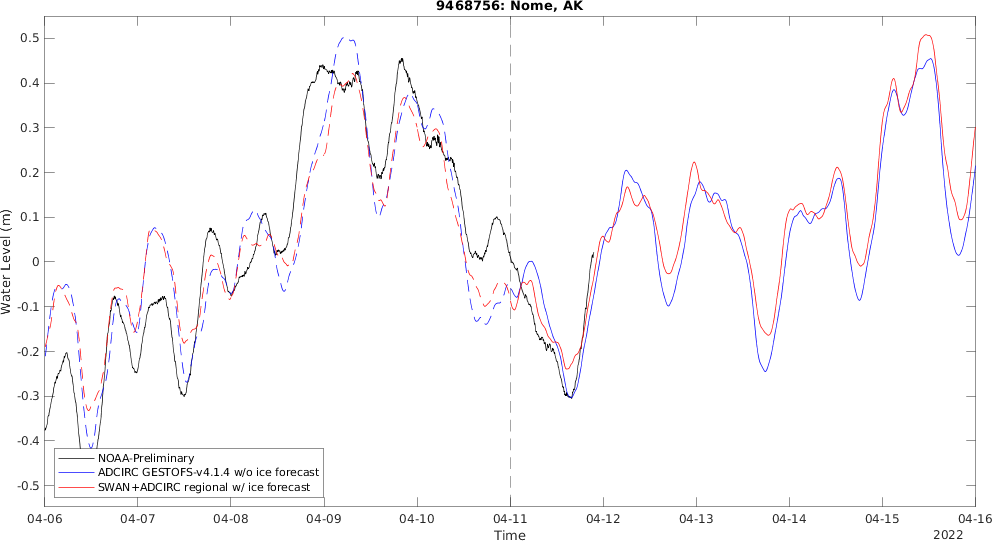 9468756: Nome, AK
0.5
0.4
0.3
0.2
0.1
0
-0.1
-0.2
-0.3
-0.4
-0.5
Water Level (m)
NOAA-Preliminary
ADCIRC GESTOFS-v4.1.4 w/o ice forecast
SWAN+ADCIRC regional w/ ice forecast
04-06 04-07 04-08 04-09 04-10 04-11 04-12 04-13 04-14 04-15 04-16
Time
2022